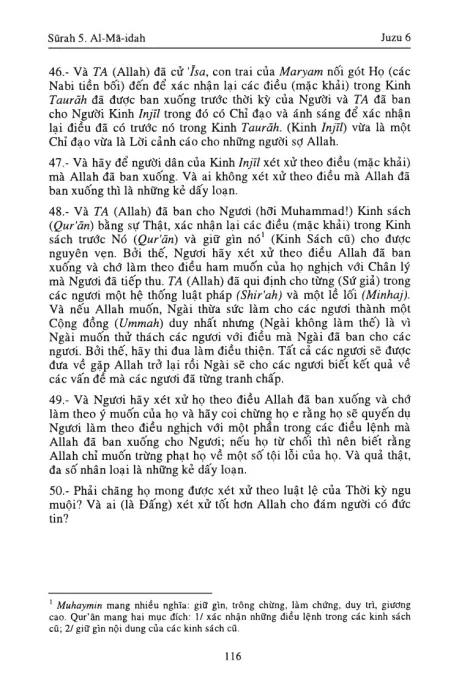 Sūrah 5. Al-Mā-idah
Juzu 6
46.- Và TA (Allah) đã cử 'Īsa, con trai của Maryam nối gót Họ (các
Nabi tiền bối) đến để xác nhận lại các điều (mặc khải) trong Kinh
Taurāh đã được ban xuống trước thời kỳ của Người và TA đã ban
cho Người Kinh Injīl trong đó có Chỉ đạo và ánh sáng để xác nhận
lại điều đã có trước nó trong Kinh Taurāh. (Kinh Injīl) vừa là một
Chỉ đạo vừa là Lời cảnh cáo cho những người sợ Allah.
47.- Và hãy để người dân của Kinh Injīl xét xử theo điều (mặc khải)
mà Allah đã ban xuống. Và ai không xét xử theo điều mà Allah đã
ban xuống thì là những kẻ dấy loạn.
48.- Và TA (Allah) đã ban cho Ngươi (hỡi Muhammad!) Kinh sách
(Qur'ān) bằng sự Thật, xác nhận lại các điều (mặc khải) trong Kinh
sách trước Nó (Qur'ān) và giữ gìn nó¹ (Kinh Sách cũ) cho được
nguyên vẹn. Bởi thế, Ngươi hãy xét xử theo điều Allah đã ban
xuống và chớ làm theo điều ham muốn của họ nghịch với Chân lý
mà Ngươi đã tiếp thu. TA (Allah) đã qui định cho từng (Sứ giả) trong
các ngươi một hệ thống luật pháp (Shir'ah) và một lề lối (Minhaj).
Và nếu Allah muốn, Ngài thừa sức làm cho các ngươi thành một
Cộng đồng (Ummah) duy nhất nhưng (Ngài không làm thế) là vì
Ngài muốn thử thách các ngươi với điều mà Ngài đã ban cho các
ngươi. Bởi thế, hãy thi đua làm điều thiện. Tất cả các ngươi sẽ được
đưa về gặp Allah trở lại rồi Ngài sẽ cho các ngươi biết kết quả về
các vấn đề mà các ngươi đã từng tranh chấp.
49.- Và Ngươi hãy xét xử họ theo điều Allah đã ban xuống và chớ
làm theo ý muốn của họ và hãy coi chừng họ e rằng họ sẽ quyến dụ
Ngươi làm theo điều nghịch với một phần trong các điều lệnh mà
Allah đã ban xuống cho Ngươi; nếu họ từ chối thì nên biết rằng
Allah chỉ muốn trừng phạt họ về một số tội lỗi của họ. Và quả thật,
đa số nhân loại là những kẻ dấy loạn.
50.- Phải chăng họ mong được xét xử theo luật lệ của Thời kỳ ngu
muội? Và ai (là Đấng) xét xử tốt hơn Allah cho đám người có đức
tin?
¹ Muhaymin mang nhiều nghĩa: giữ gìn, trông chừng, làm chứng, duy trì, giương
cao. Qur'ān mang hai mục đích: 1/ xác nhận những điều lệnh trong các kinh sách
cũ; 2/ giữ gìn nội dung của các kinh sách cũ.
116